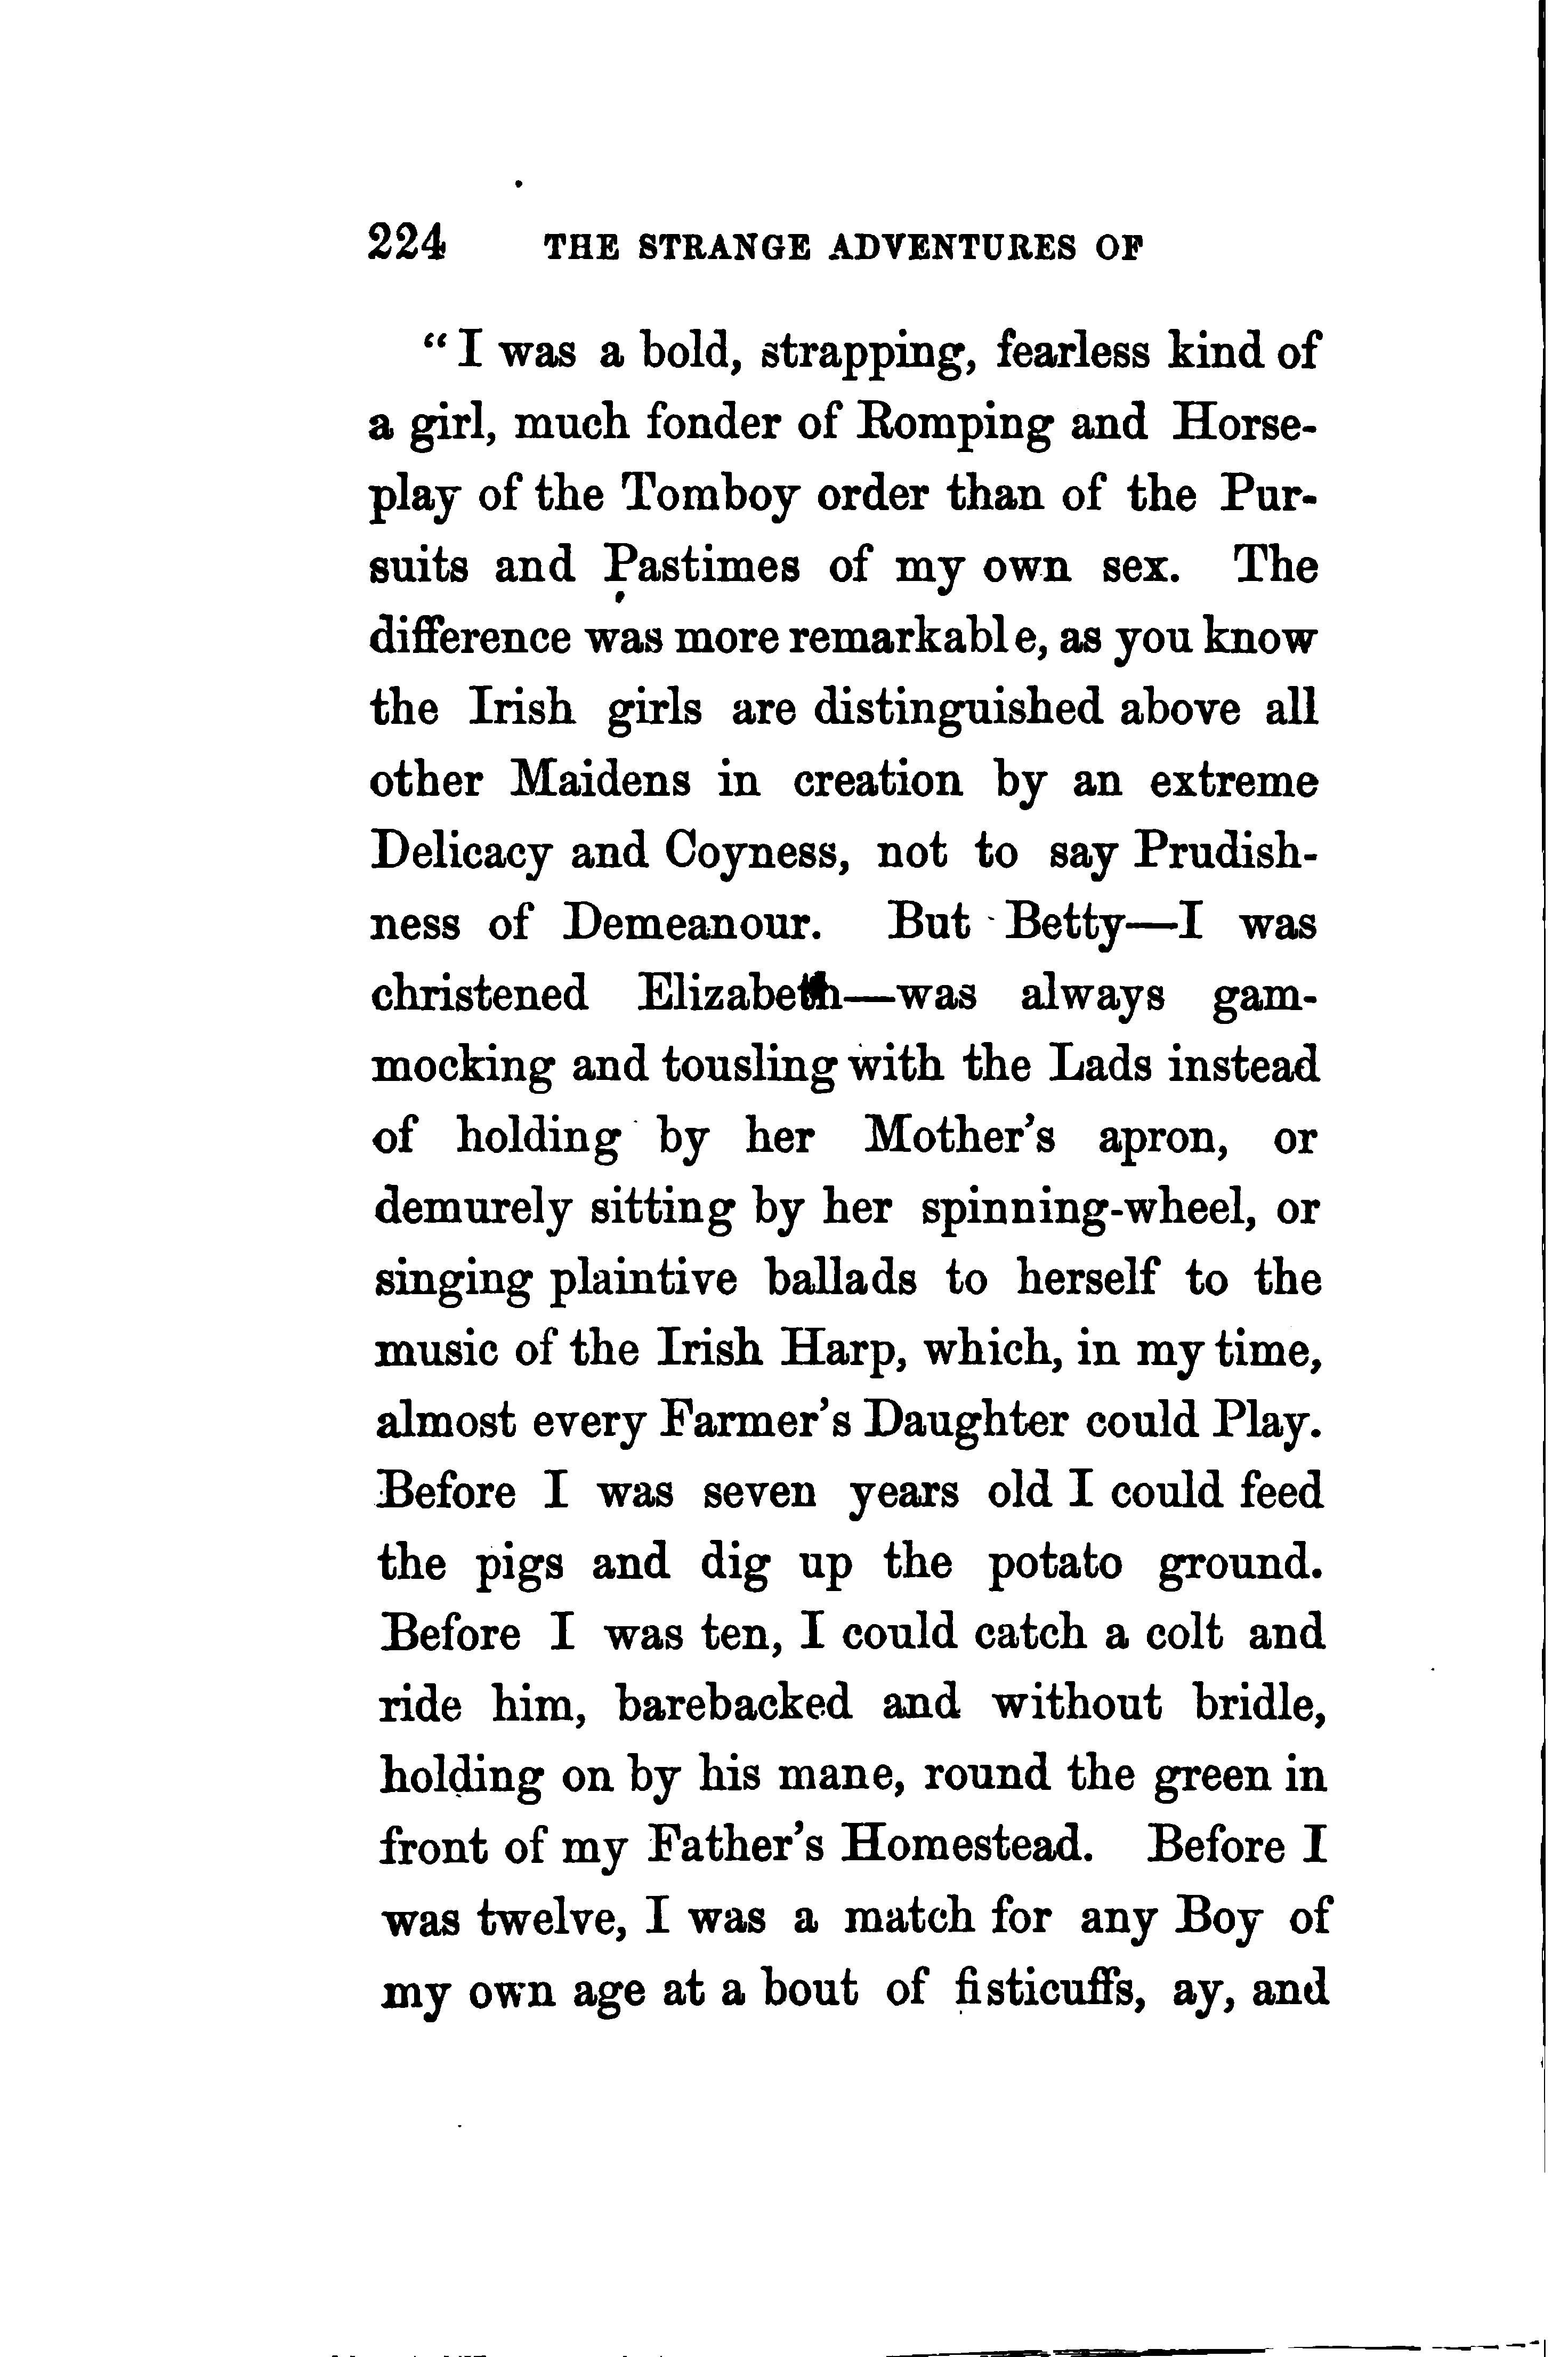 224 THE STRANGE ADVENTURES OF
“I was a bold, strapping, fearless kind of
a girl, much fonder of Romping and Horse-
play of the Tomboy order than of the Pur-
suits and Pastimes of my own sex. The
difference was more remarkable, as you know
the Irish girls are distinguished above all
other Maidens in creation by an extreme
Delicacy and Coyness, not to say Prudish-
ness of Demeanour. But Betty—I was
christened Elizabeth—was always gam-
mocking and tousling with the Lads instead
of holding by her Mother’s apron, or
demurely sitting by her spinning-wheel, or
singing plaintive ballads to herself to the
music of the Irish Harp, which, in my time,
almost every Farmer’s Daughter could Play.
Before I was seven years old I could feed
the pigs and dig up the potato ground.
Before I was ten, I could catch a colt and
ride him, barebacked and without bridle,
holding on by his mane, round the green in
front of my Father’s Homestead. Before I
was twelve, I was a match for any Boy of
my own age at a bout of fisticuffs, ay, and